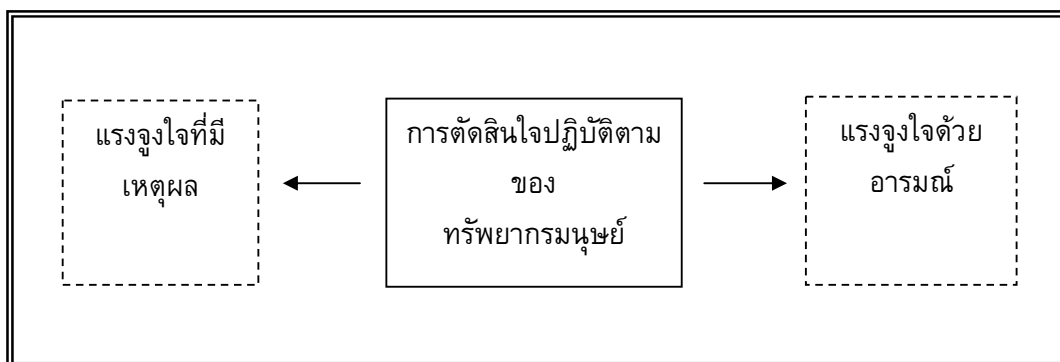 แรงจูงใจที่มี
เหตุผล
การตัดสินใจปฏิบัติตาม
ของ
ทรัพยากรมนุษย์
แรงจูงใจด้วย
อารมณ์